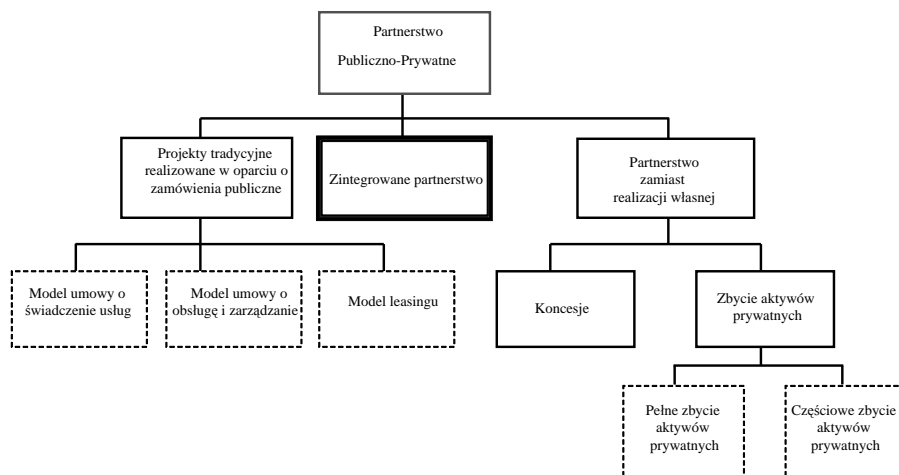 Partnerstwo
Publiczno-Prywatne
Projekty tradycyjne
realizowane w oparciu o
zamówienia publiczne
Zintegrowane partnerstwo
Partnerstwo
zamiast
realizacji własnej
Model umowy o
świadczenie usług
Model umowy o
obsługę i zarządzanie
Model leasingu
Koncesje
Zbycie aktywów
prywatnych
Pełne zbycie
aktywów
prywatnych
Częściowe zbycie
aktywów
prywatnych